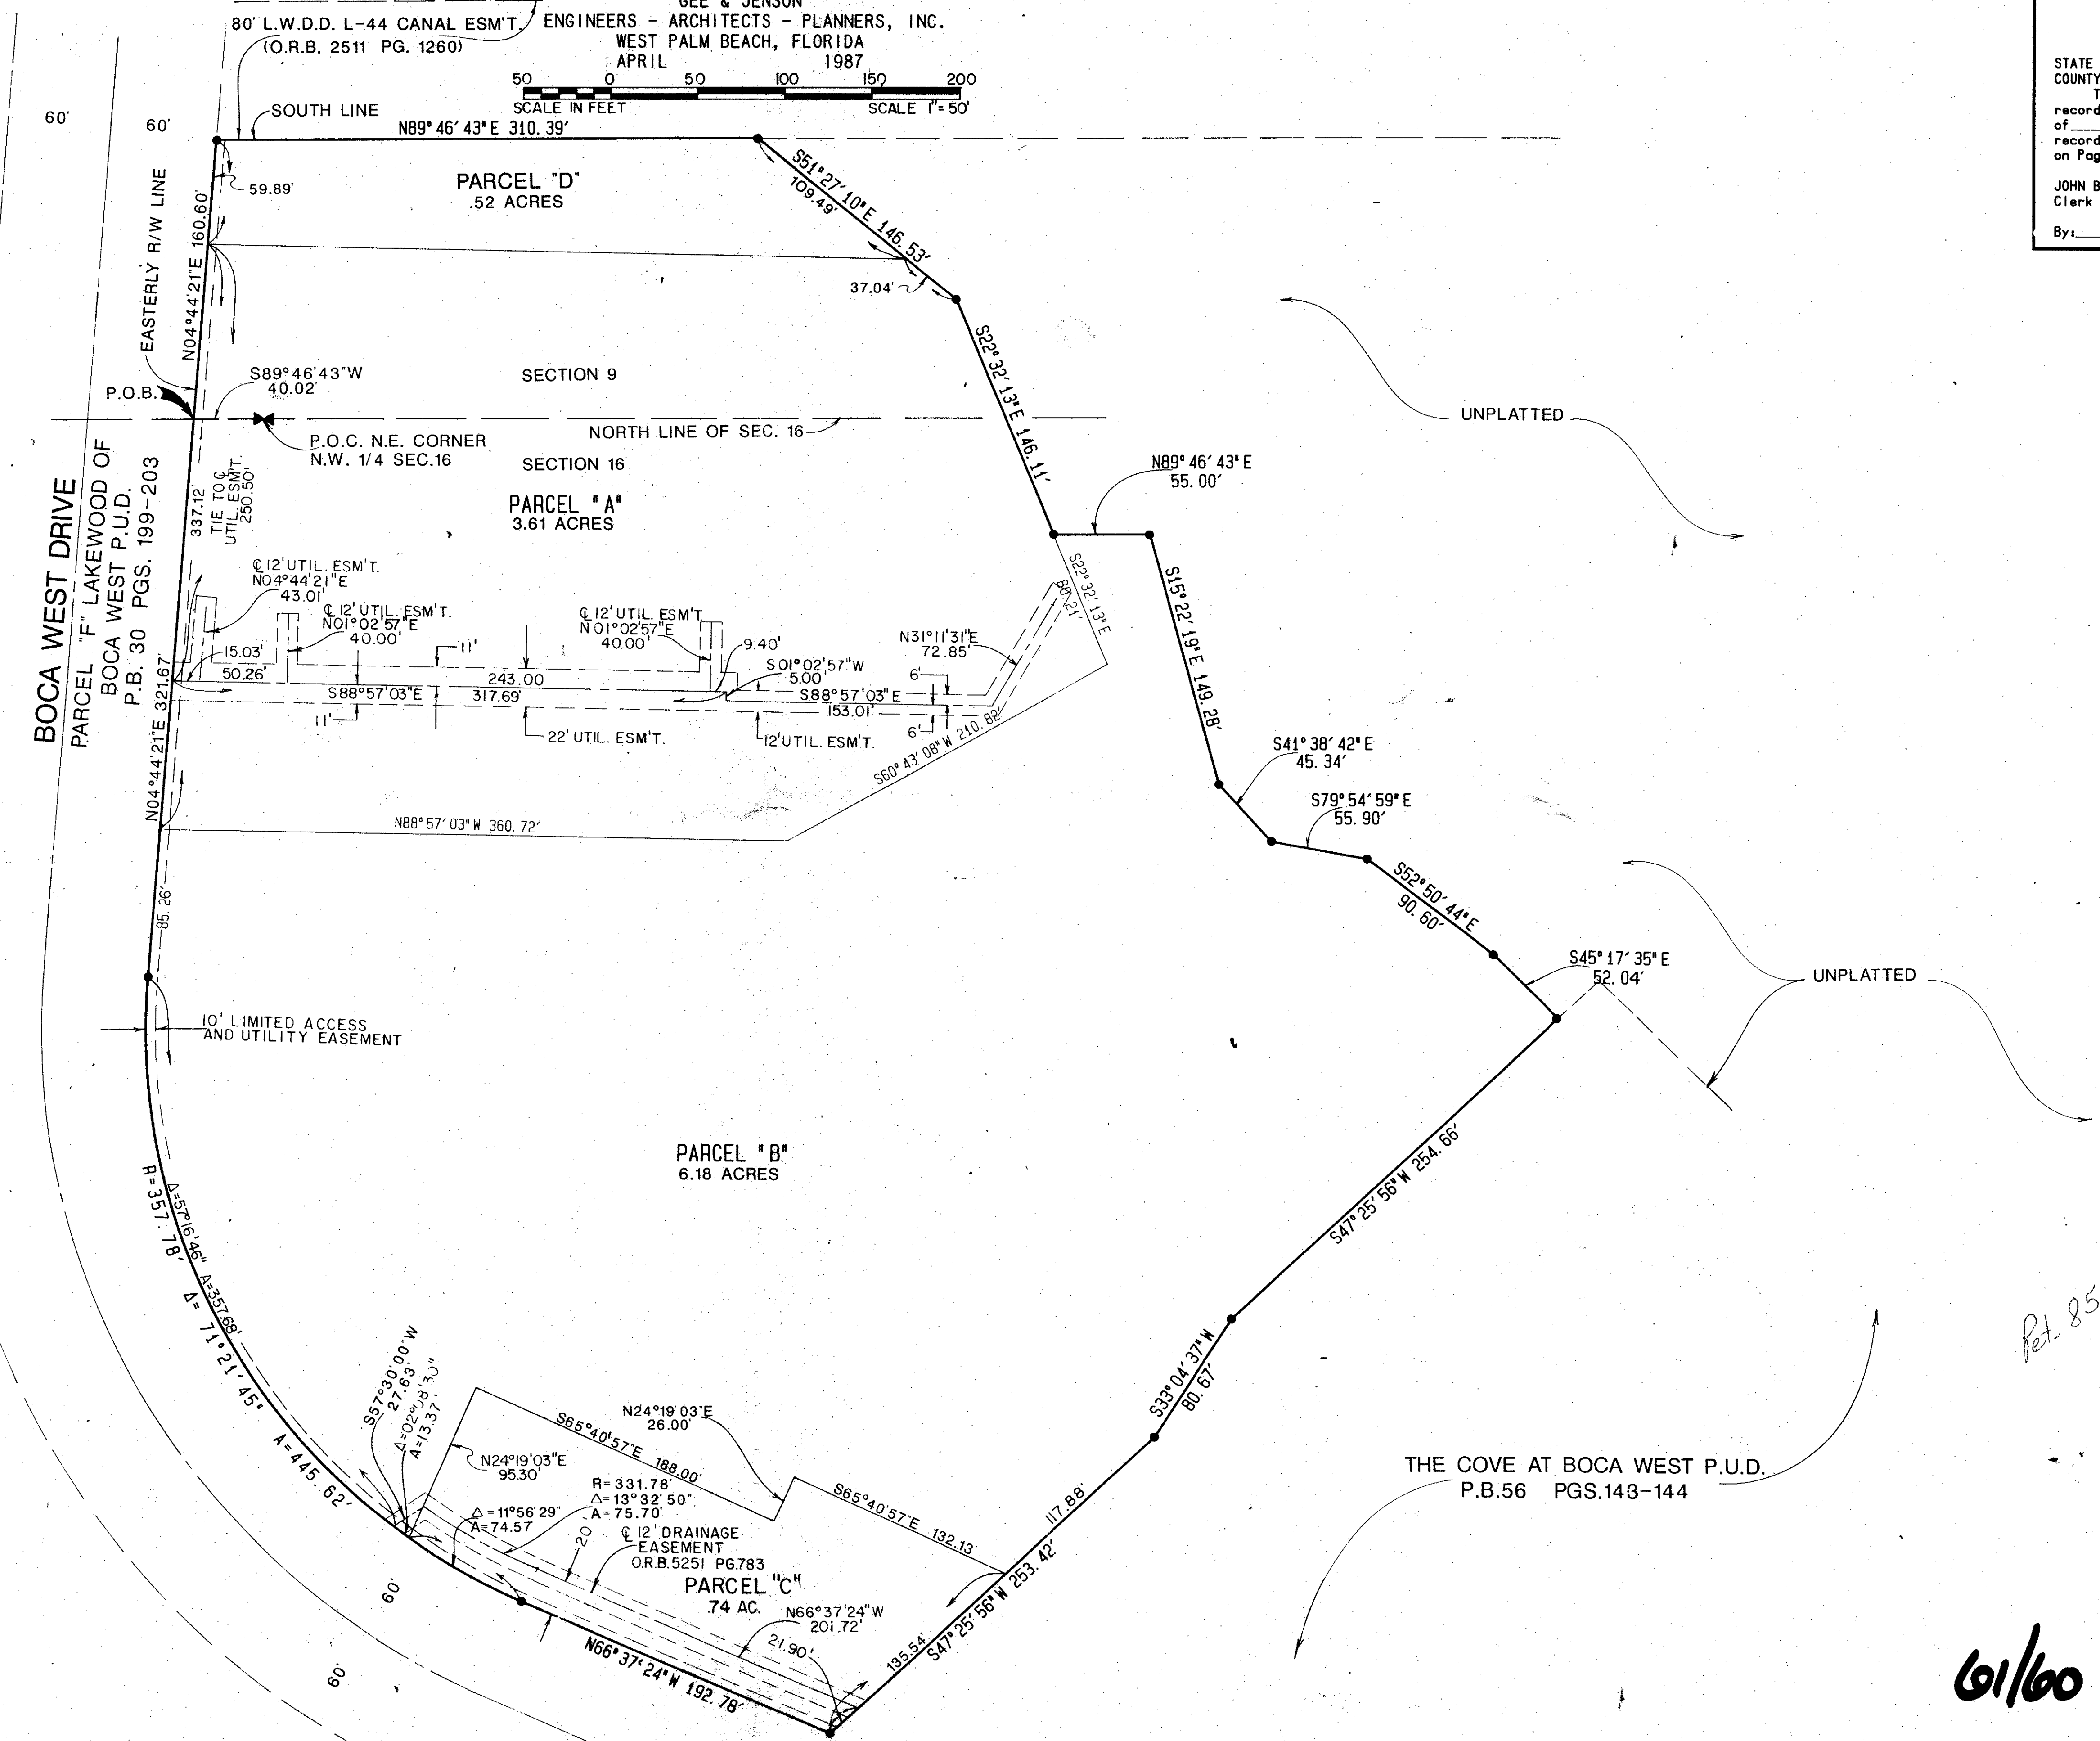 GEE & JENSON
ENGINEERS - ARCHITECTS - PLANNERS, INC.
WEST PALM BEACH, FLORIDA
APRIL 1987
50 0 50 100 150 200
SCALE IN FEET SCALE 1"=50'
80' L.W.D.D. L-44 CANAL ESM'T.
(O.R.B. 2511 PG. 1260)
STATE
COUNTY
T
record
of
record
on Pag
JOHN B
Clerk
By:
60'
60'
SOUTH LINE
N89°46'43"E 310.39'
59.89'
PARCEL "D"
.52 ACRES
S51°27'10"E 146.53'
109.49'
37.04'
EASTERLY R/W LINE
N04°44'21"E 160.60'
S22°32'13"E 146.11'
SECTION 9
S89°46'43"W
40.02'
P.O.B.
P.O.C. N.E. CORNER
N.W. 1/4 SEC.16
NORTH LINE OF SEC. 16
SECTION 16
PARCEL "A"
3.61 ACRES
UNPLATTED
N89°46'43"E
55.00'
BOCA WEST DRIVE
PARCEL "F" LAKEWOOD OF
BOCA WEST P.U.D.
P.B. 30 PGS. 199-203
337.12'
TIE TO ℄
UTIL. ESM'T.
250.50'
℄ 12' UTIL. ESM'T.
N04°44'21"E
43.01'
℄ 12' UTIL. ESM'T.
N01°02'57"E
40.00'
℄ 12' UTIL. ESM'T
N01°02'57"E
40.00'
11'
9.40'
S01°02'57"W
5.00'
N31°11'31"E
72.85'
S22°32'13"E
80.21'
15.03'
50.26'
243.00
S88°57'03"E
317.69'
S88°57'03"E
153.01'
6'
6'
11'
22' UTIL. ESM'T.
12' UTIL. ESM'T.
S60°43'08"W 210.82'
N04°44'21"E 321.67'
N88°57'03"W 360.72'
S15°22'19"E 149.28'
S41°38'42"E
45.34'
S79°54'59"E
55.90'
S52°50'44"E
90.60'
S45°17'35"E
52.04'
UNPLATTED
85.26'
10' LIMITED ACCESS
AND UTILITY EASEMENT
PARCEL "B"
6.18 ACRES
S47°25'56"W 254.66'
R=357.78'
Δ=71°21'45"
A=445.62'
Δ=57°16'46"
A=357.68'
S33°04'37"W
80.67'
S57°30'00"W
27.63'
Δ=02°08'30"
A=13.37'
N24°19'03"E
95.30'
S65°40'57"E 188.00'
N24°19'03"E
26.00'
S65°40'57"E 132.13'
117.88'
S47°25'56"W 253.42'
135.54'
Δ=11°56'29"
A=74.57'
R=331.78'
Δ=13°32'50"
A=75.70'
20'
℄ 12' DRAINAGE
EASEMENT
O.R.B.5251 PG.783
PARCEL "C"
.74 AC.
N66°37'24"W
201.72'
21.90'
N66°37'24"W 192.78'
60'
60'
THE COVE AT BOCA WEST P.U.D.
P.B.56 PGS.143-144
Pet. 85
61/60